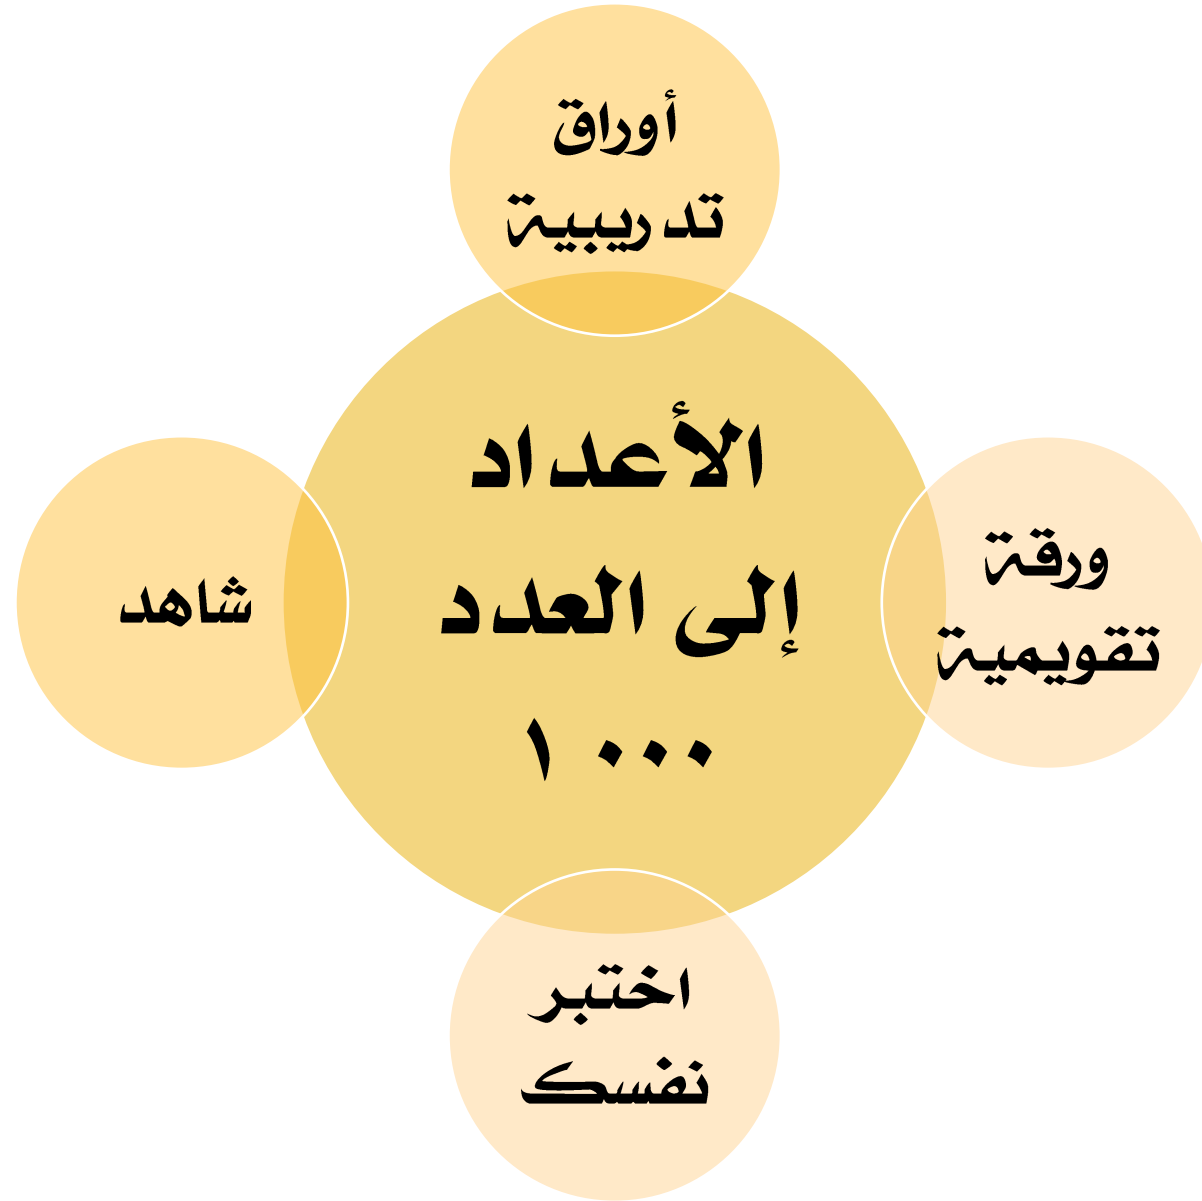 أوراق
تدريبية
الأعداد
إلى العدد
١٠٠٠
ورقة
تقويمية
شاهد
اختبر
نفسك